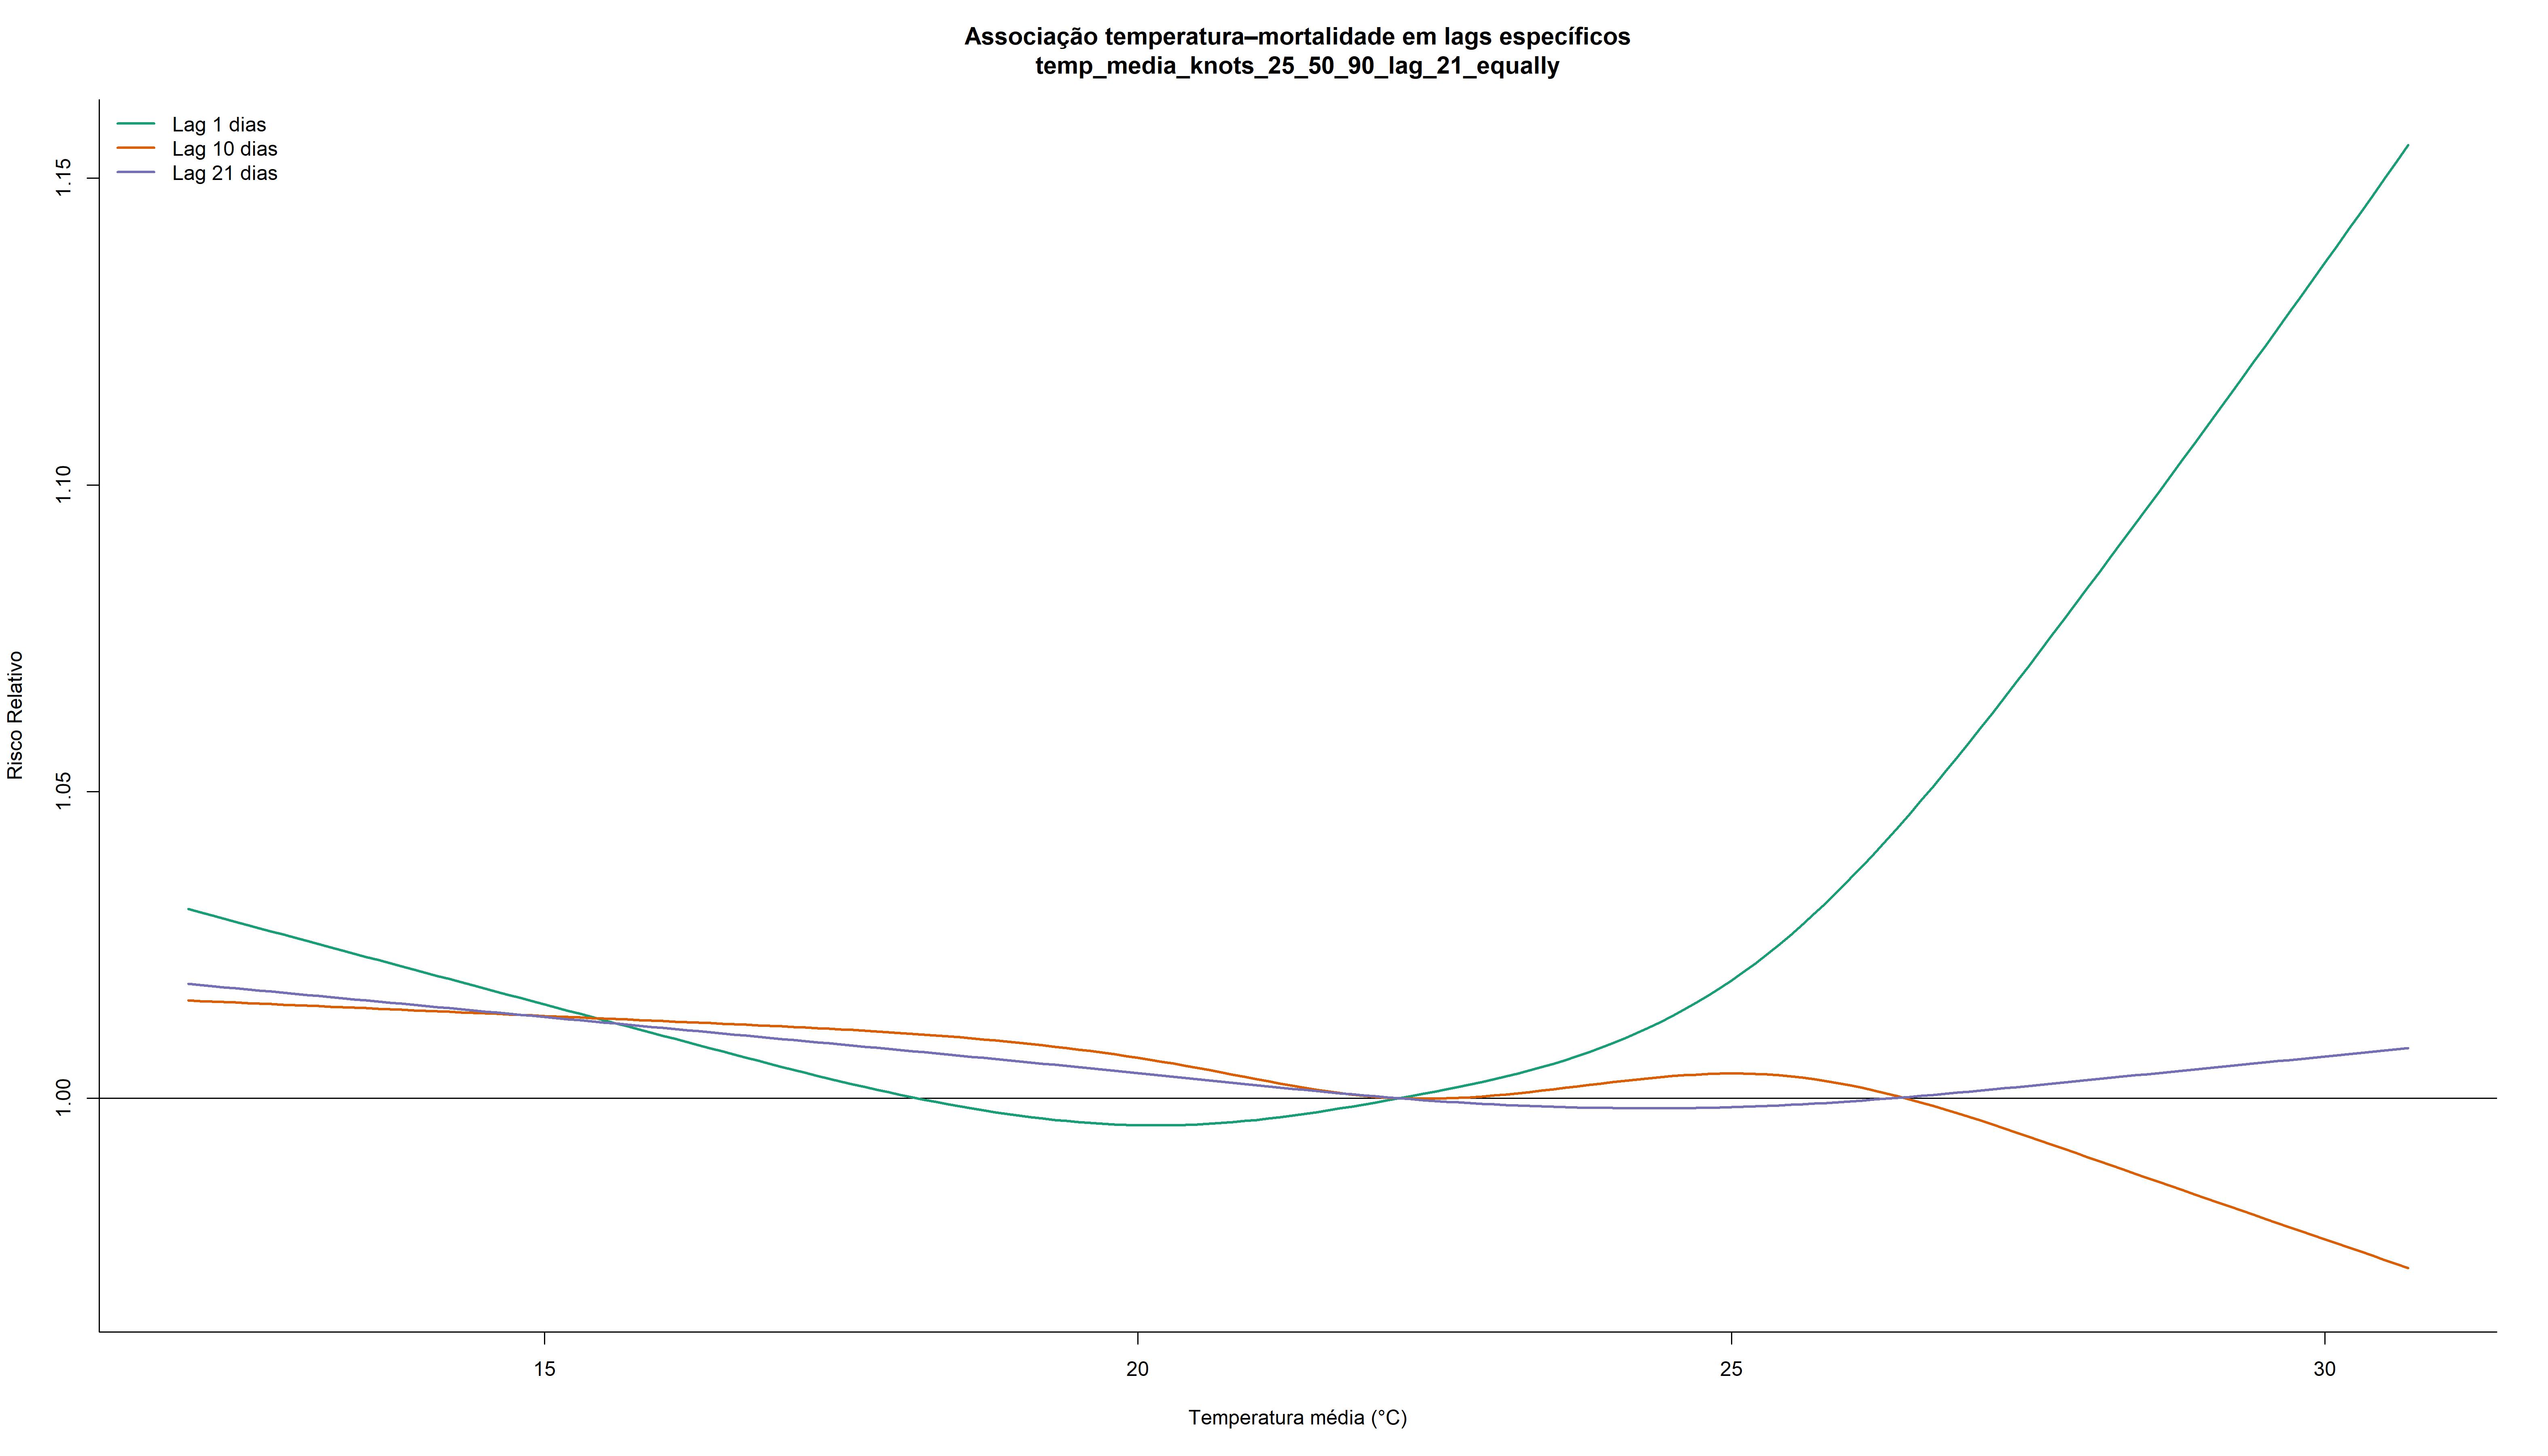 Associação temperatura–mortalidade em lags específicos
temp_media_knots_25_50_90_lag_21_equally
Lag 1 dias
Lag 10 dias
Lag 21 dias
1.15
1.10
1.05
1.00
Risco Relativo
15
20
25
30
Temperatura média (°C)